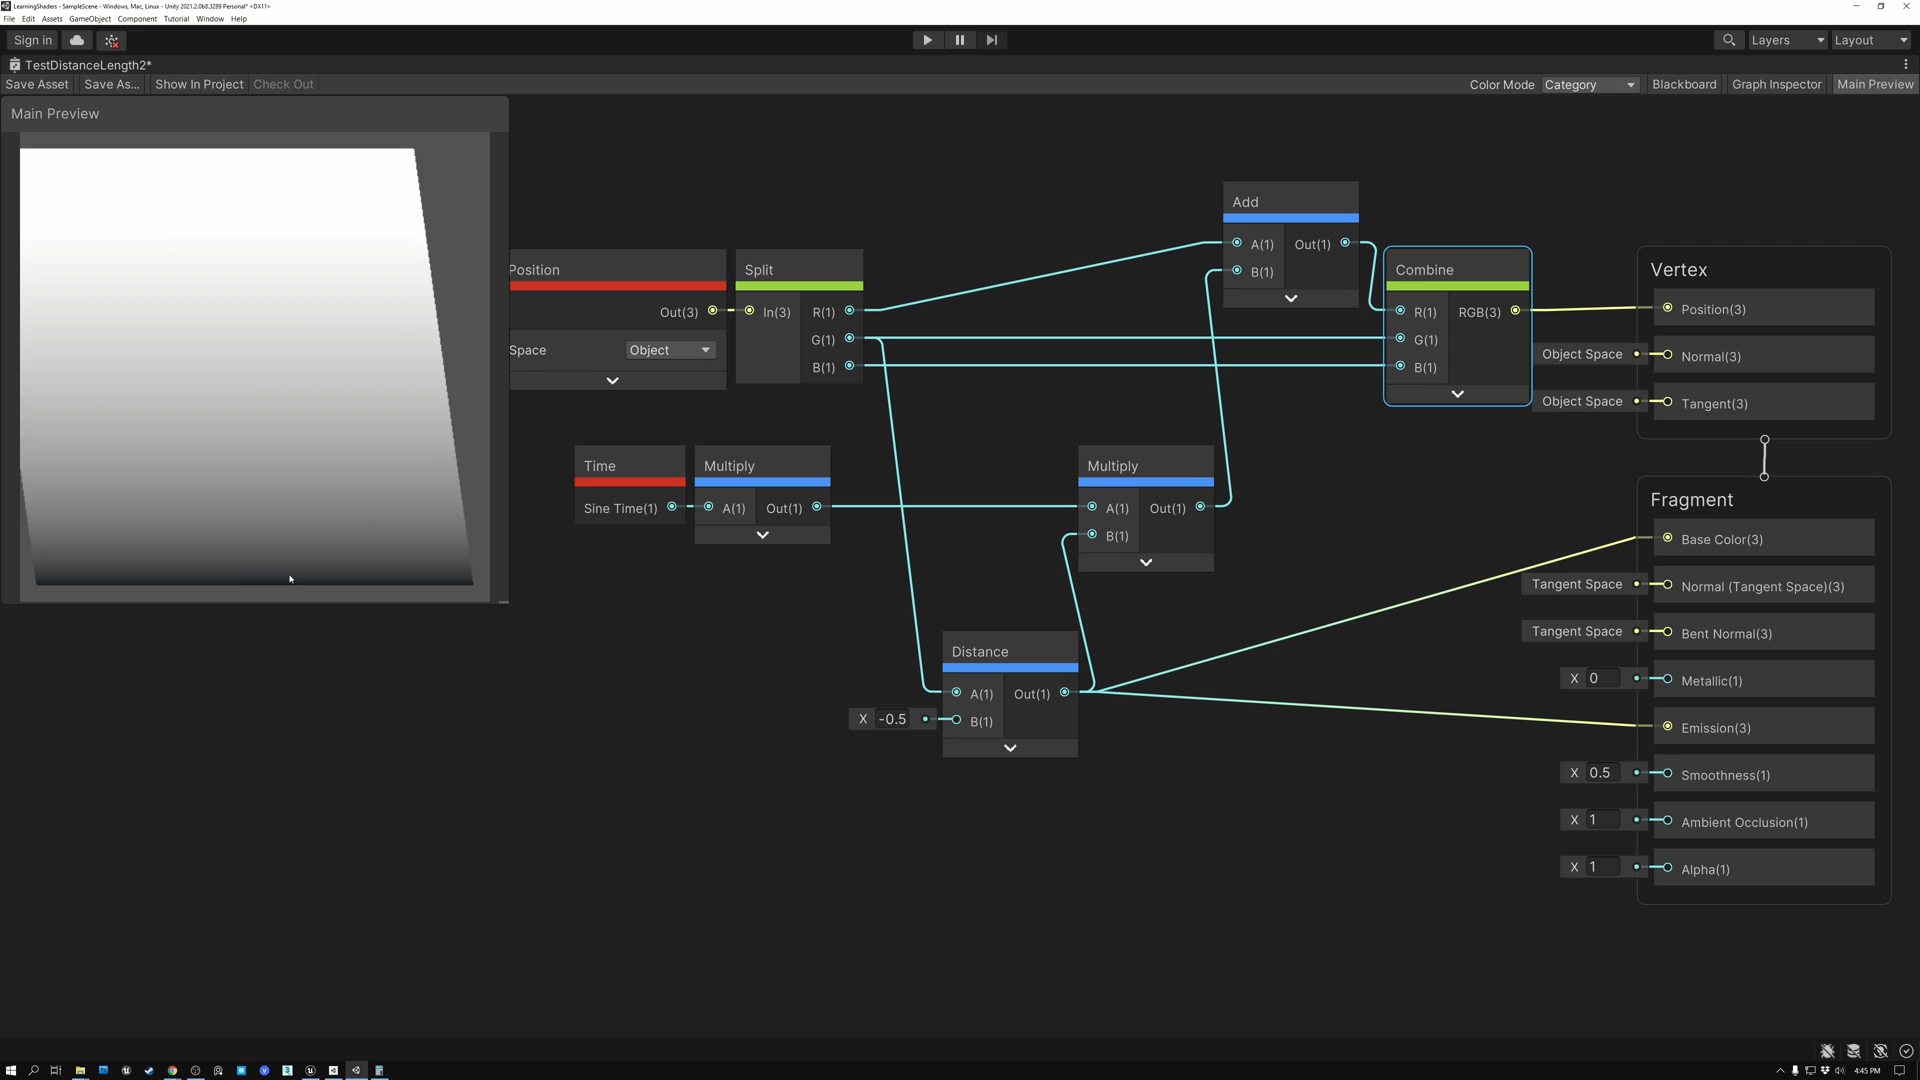 LearningShaders - SampleScene - Windows, Mac, Linux - Unity 2021.2.0b8.3289 Personal* <DX11>
File Edit Assets GameObject Component Tutorial Window Help
Sign in
Layers
Layout
TestDistanceLength2*
Save Asset
Save As...
Show In Project
Check Out
Color Mode
Category
Blackboard
Graph Inspector
Main Preview
Main Preview
Add
A(1)
Out(1)
B(1)
Position
Out(3)
Space
Object
Split
In(3)
R(1)
G(1)
B(1)
Combine
R(1)
RGB(3)
G(1)
B(1)
Vertex
Position(3)
Object Space
Normal(3)
Object Space
Tangent(3)
Time
Sine Time(1)
Multiply
A(1)
Out(1)
Multiply
A(1)
Out(1)
B(1)
Fragment
Base Color(3)
Tangent Space
Normal (Tangent Space)(3)
Tangent Space
Bent Normal(3)
X 0
Metallic(1)
Emission(3)
X 0.5
Smoothness(1)
X 1
Ambient Occlusion(1)
X 1
Alpha(1)
Distance
A(1)
Out(1)
X -0.5
B(1)
4:45 PM